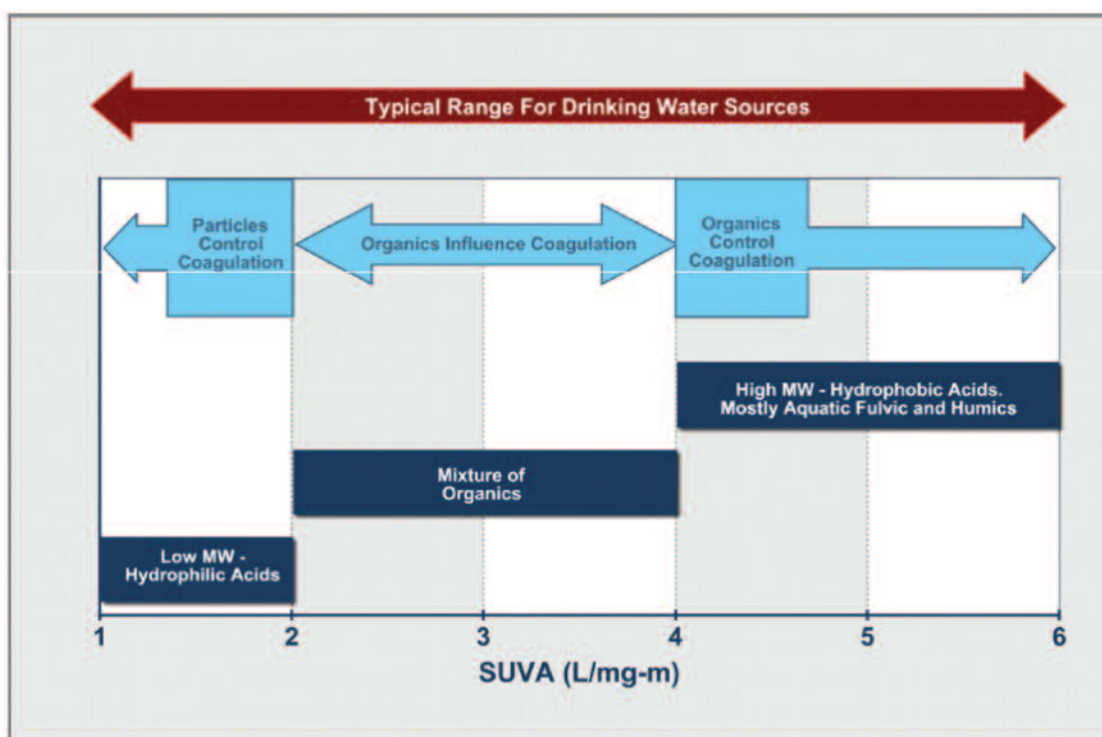 Typical Range For Drinking Water Sources
Particles
Control
Coagulation
Organics Influence Coagulation
Organics
Control
Coagulation
High MW - Hydrophobic Acids.
Mostly Aquatic Fulvic and Humics
Mixture of
Organics
Low MW -
Hydrophilic Acids
1 2 3 4 5 6
SUVA (L/mg-m)